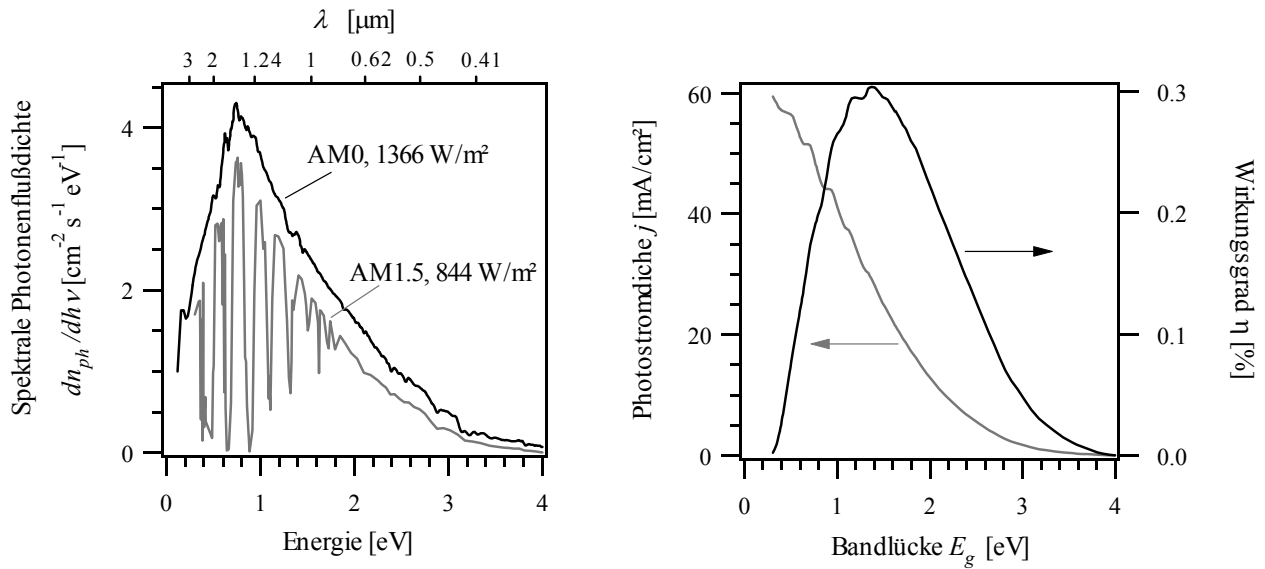 λ [μm]
3 2 1.24 1 0.62 0.5 0.41
Spektrale Photonenflußdichte
dn_ph /dhν [cm⁻² s⁻¹ eV⁻¹]
4
2
0
AM0, 1366 W/m²
AM1.5, 844 W/m²
0 1 2 3 4
Energie [eV]
Photostromdiche j [mA/cm²]
60
40
20
0
0.3
0.2
0.1
0.0
Wirkungsgrad η [%]
0 1 2 3 4
Bandlücke E_g [eV]